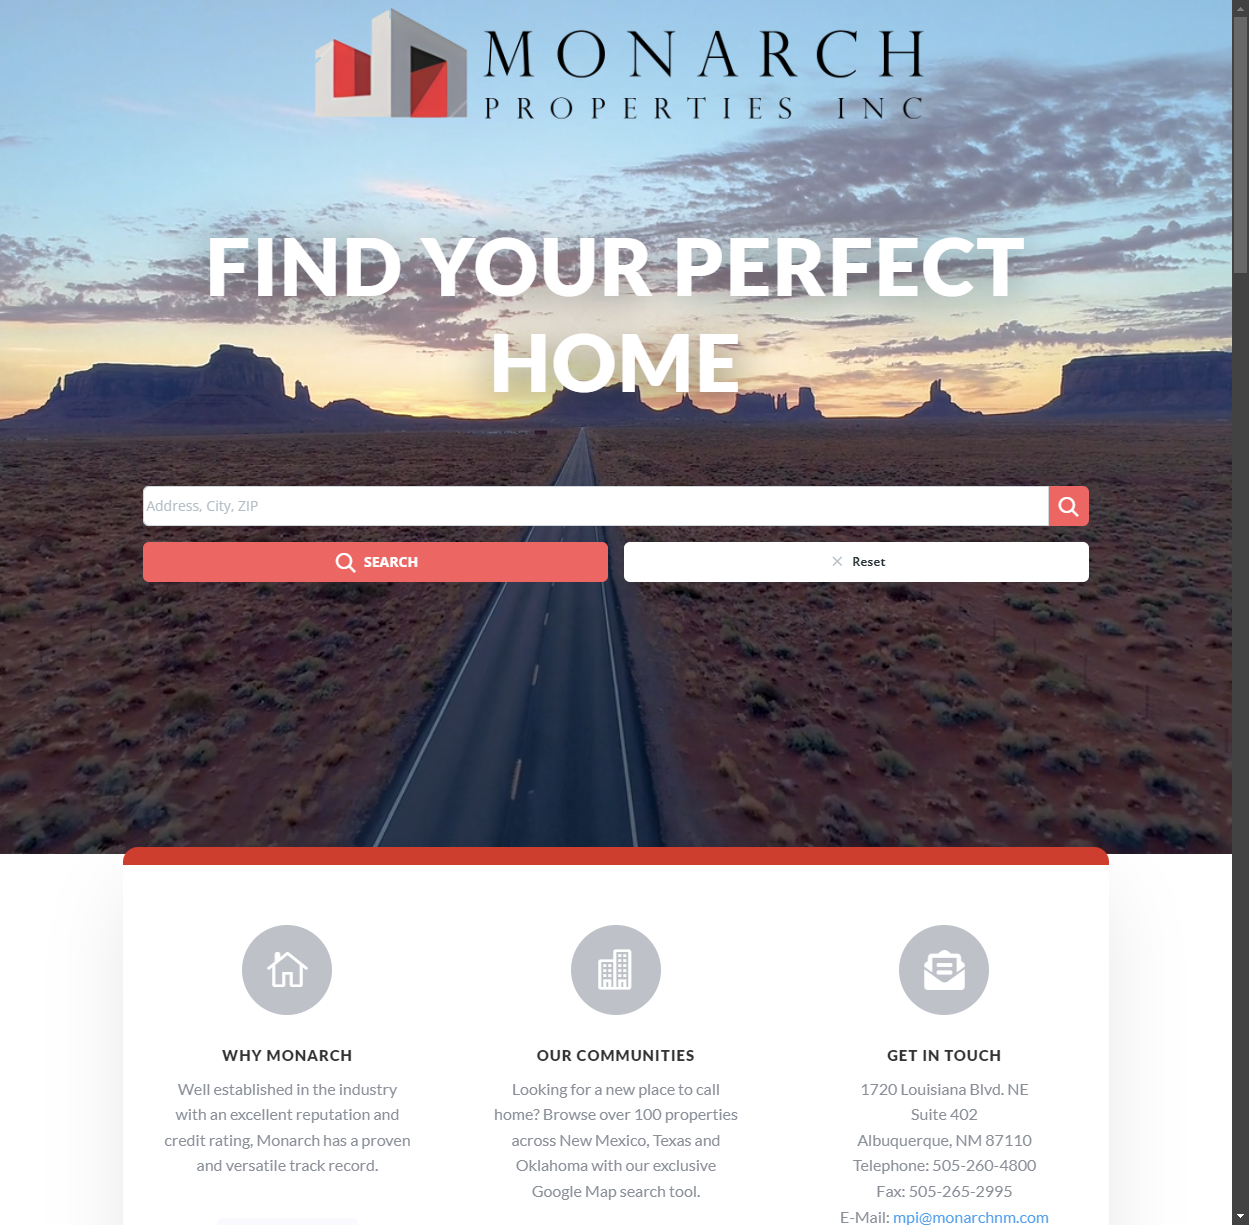 MONARCH
PROPERTIES INC
FIND YOUR PERFECT
HOME
Address, City, ZIP
SEARCH
Reset
WHY MONARCH
Well established in the industry
with an excellent reputation and
credit rating, Monarch has a proven
and versatile track record.
OUR COMMUNITIES
Looking for a new place to call
home? Browse over 100 properties
across New Mexico, Texas and
Oklahoma with our exclusive
Google Map search tool.
GET IN TOUCH
1720 Louisiana Blvd. NE
Suite 402
Albuquerque, NM 87110
Telephone: 505-260-4800
Fax: 505-265-2995
E-Mail: mpi@monarchnm.com